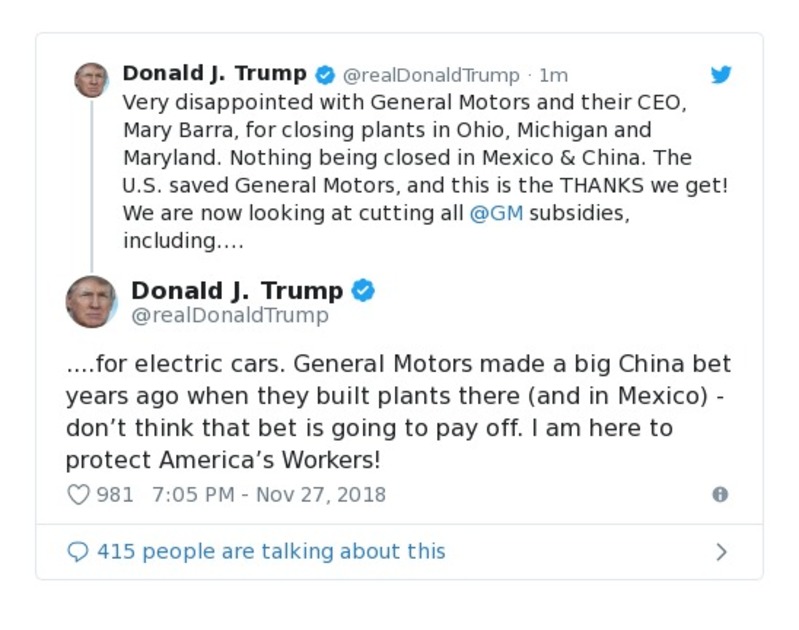 Donald J. Trump @realDonaldTrump · 1m
Very disappointed with General Motors and their CEO,
Mary Barra, for closing plants in Ohio, Michigan and
Maryland. Nothing being closed in Mexico & China. The
U.S. saved General Motors, and this is the THANKS we get!
We are now looking at cutting all @GM subsidies,
including....
Donald J. Trump
@realDonaldTrump
....for electric cars. General Motors made a big China bet
years ago when they built plants there (and in Mexico) -
don’t think that bet is going to pay off. I am here to
protect America’s Workers!
981 7:05 PM - Nov 27, 2018
415 people are talking about this